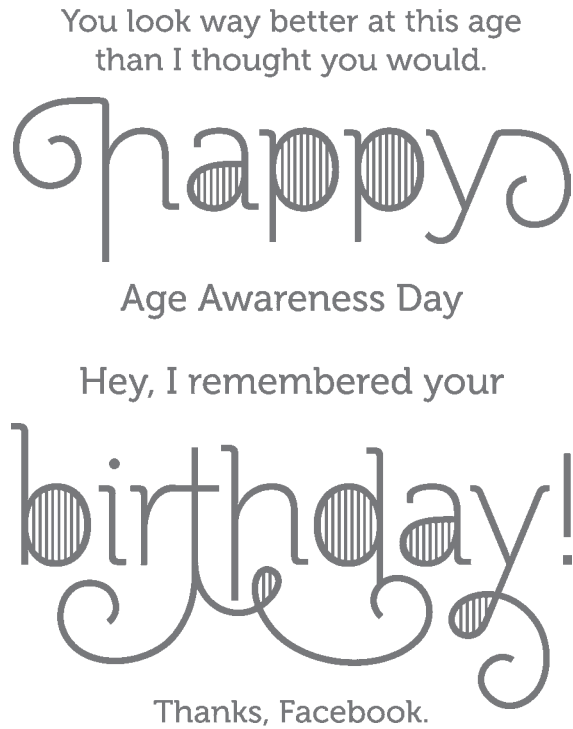 You look way better at this age
than I thought you would.
happy
Age Awareness Day
Hey, I remembered your
birthday!
Thanks, Facebook.